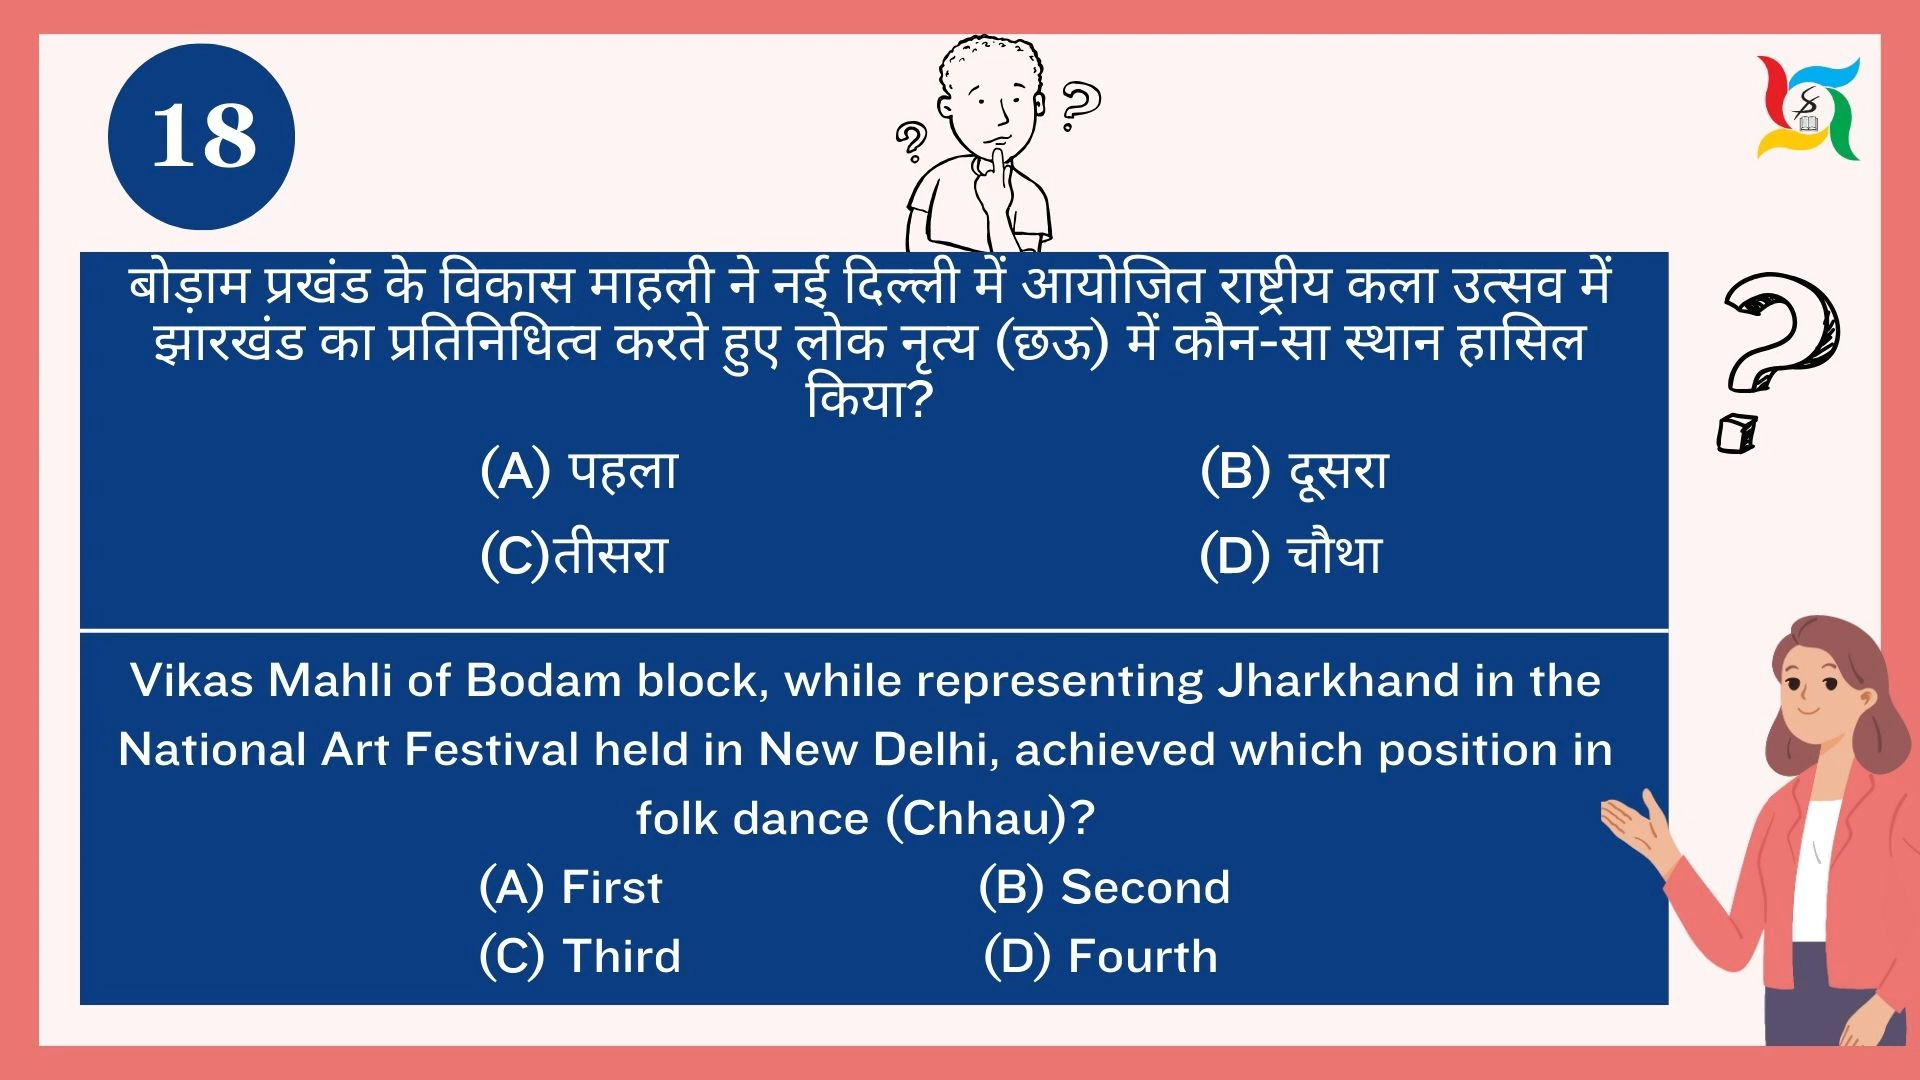 18
बोड़ाम प्रखंड के विकास माहली ने नई दिल्ली में आयोजित राष्ट्रीय कला उत्सव में
झारखंड का प्रतिनिधित्व करते हुए लोक नृत्य (छऊ) में कौन-सा स्थान हासिल
किया?
(A) पहला (B) दूसरा
(C)तीसरा (D) चौथा
Vikas Mahli of Bodam block, while representing Jharkhand in the
National Art Festival held in New Delhi, achieved which position in
folk dance (Chhau)?
(A) First (B) Second
(C) Third (D) Fourth